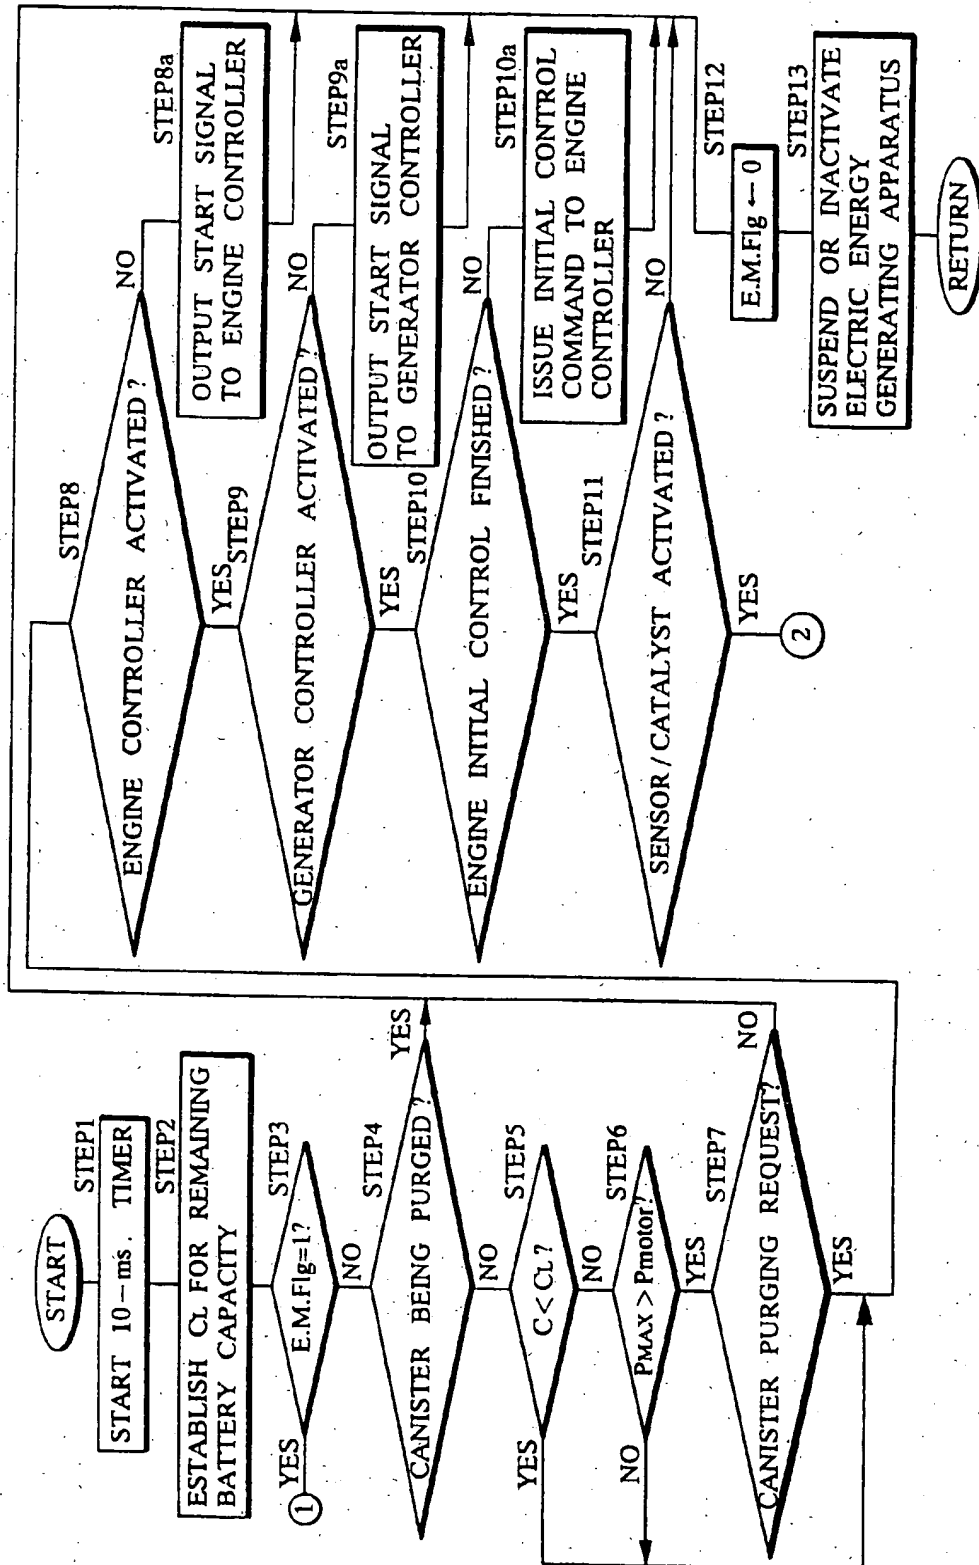 START
STEP1
START 10-ms. TIMER
STEP2
ESTABLISH CL FOR REMAINING
BATTERY CAPACITY
STEP3
E.M.Flg=1?
YES
1
NO
STEP4
CANISTER BEING PURGED?
YES
NO
STEP5
C < CL?
YES
NO
STEP6
PMAX > Pmotor?
NO
YES
STEP7
CANISTER PURGING REQUEST?
NO
YES
STEP8
ENGINE CONTROLLER ACTIVATED?
NO
STEP8a
OUTPUT START SIGNAL
TO ENGINE CONTROLLER
YES
STEP9
GENERATOR CONTROLLER ACTIVATED?
NO
STEP9a
OUTPUT START SIGNAL
TO GENERATOR CONTROLLER
YES
STEP10
ENGINE INITIAL CONTROL FINISHED?
NO
STEP10a
ISSUE INITIAL CONTROL
COMMAND TO ENGINE
CONTROLLER
YES
STEP11
SENSOR/CATALYST ACTIVATED?
NO
YES
2
STEP12
E.M.Flg ← 0
STEP13
SUSPEND OR INACTIVATE
ELECTRIC ENERGY
GENERATING APPARATUS
RETURN